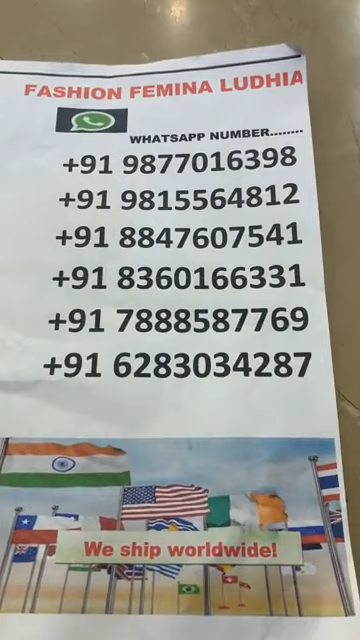 FASHION FEMINA LUDHIA
WHATSAPP NUMBER........
+91 9877016398
+91 9815564812
+91 8847607541
+91 8360166331
+91 7888587769
+91 6283034287
We ship worldwide!